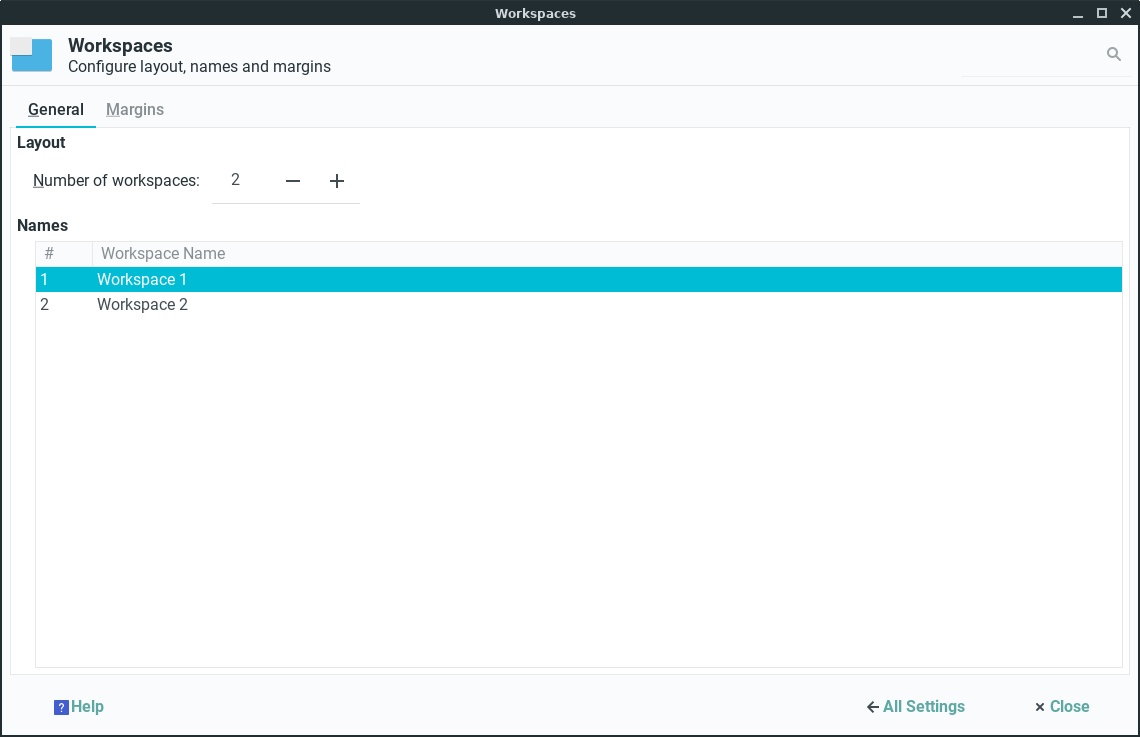 Workspaces
Workspaces
Configure layout, names and margins
General Margins
Layout
Number of workspaces: 2
Names
# Workspace Name
1 Workspace 1
2 Workspace 2
? Help All Settings Close